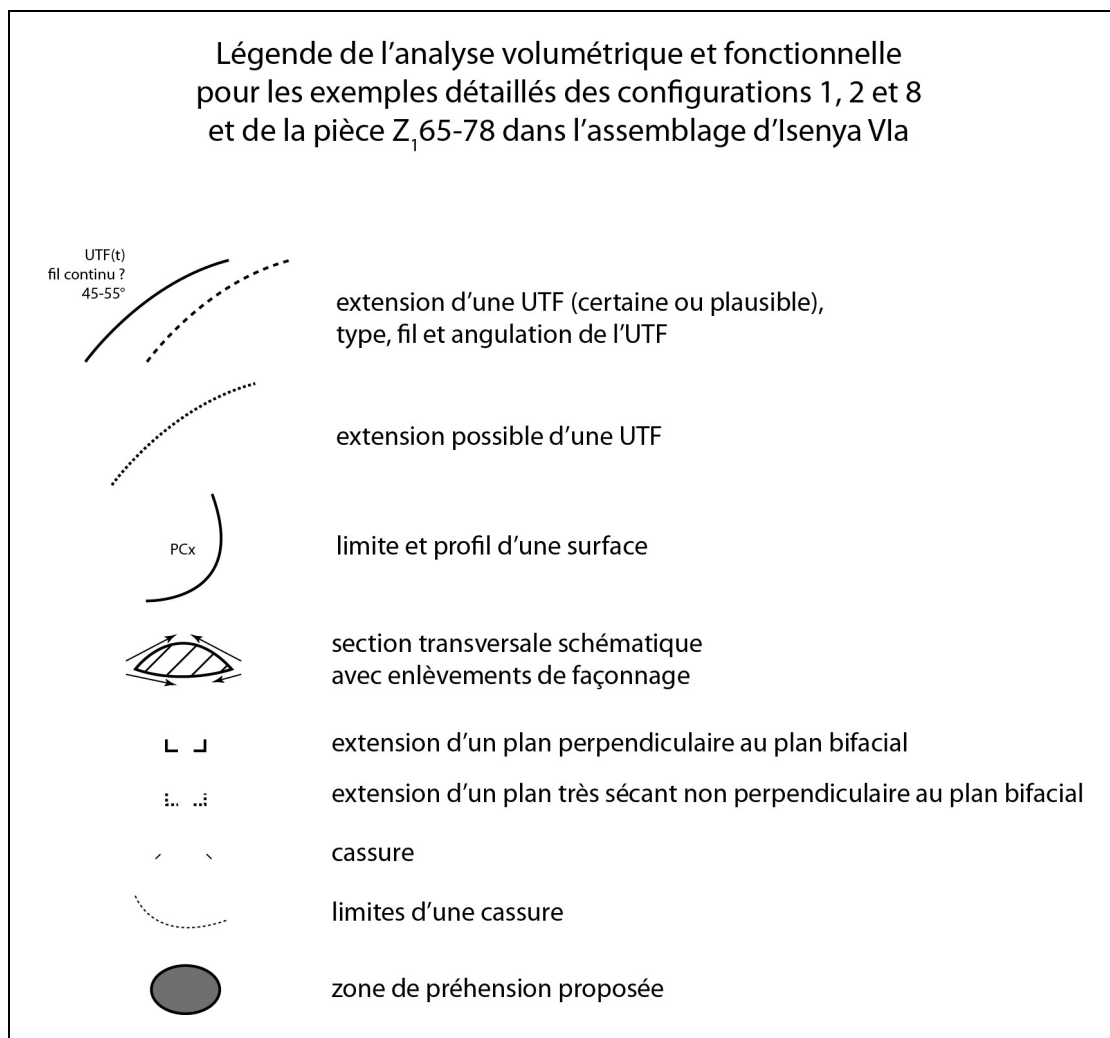 Légende de l’analyse volumétrique et fonctionnelle
pour les exemples détaillés des configurations 1, 2 et 8
et de la pièce Z₁65-78 dans l’assemblage d’Isenya VIa
UTF(t)
fil continu ?
45-55°
extension d’une UTF (certaine ou plausible),
type, fil et angulation de l’UTF
extension possible d’une UTF
PCx
limite et profil d’une surface
section transversale schématique
avec enlèvements de façonnage
extension d’un plan perpendiculaire au plan bifacial
extension d’un plan très sécant non perpendiculaire au plan bifacial
cassure
limites d’une cassure
zone de préhension proposée